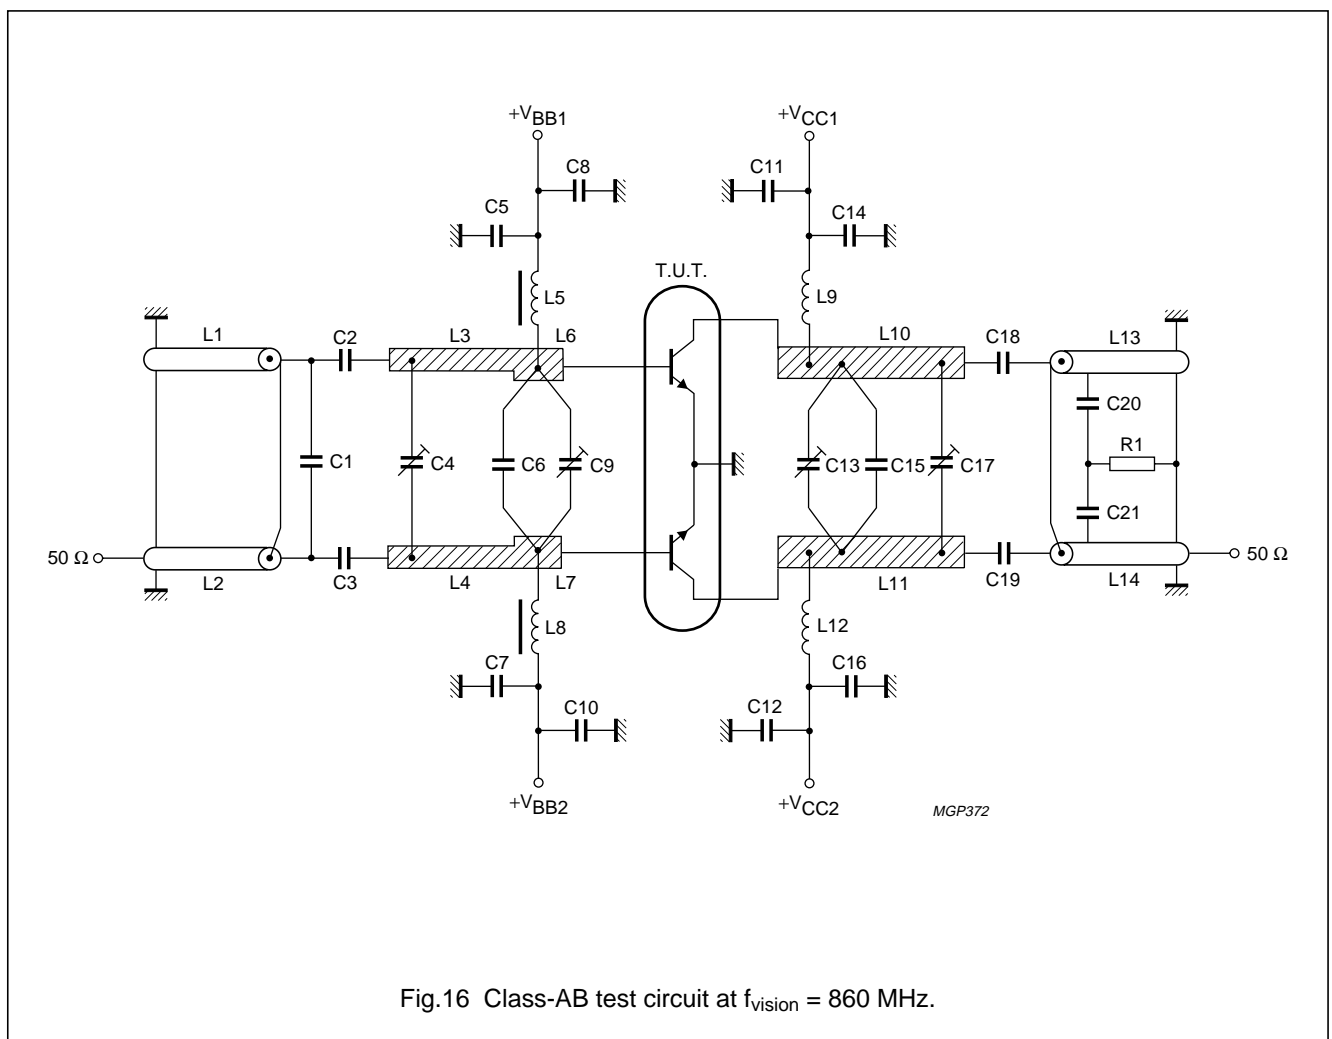 +VBB1
+VCC1
C8
C11
C5
C14
T.U.T.
L5
L9
L1
C2
L3
L6
L10
C18
L13
C20
C1
C4
C6
C9
C13
C15
C17
R1
C21
50 Ω
50 Ω
L2
C3
L4
L7
L11
C19
L14
L8
L12
C7
C16
C10
C12
+VBB2
+VCC2
MGP372
Fig.16 Class-AB test circuit at fvision = 860 MHz.